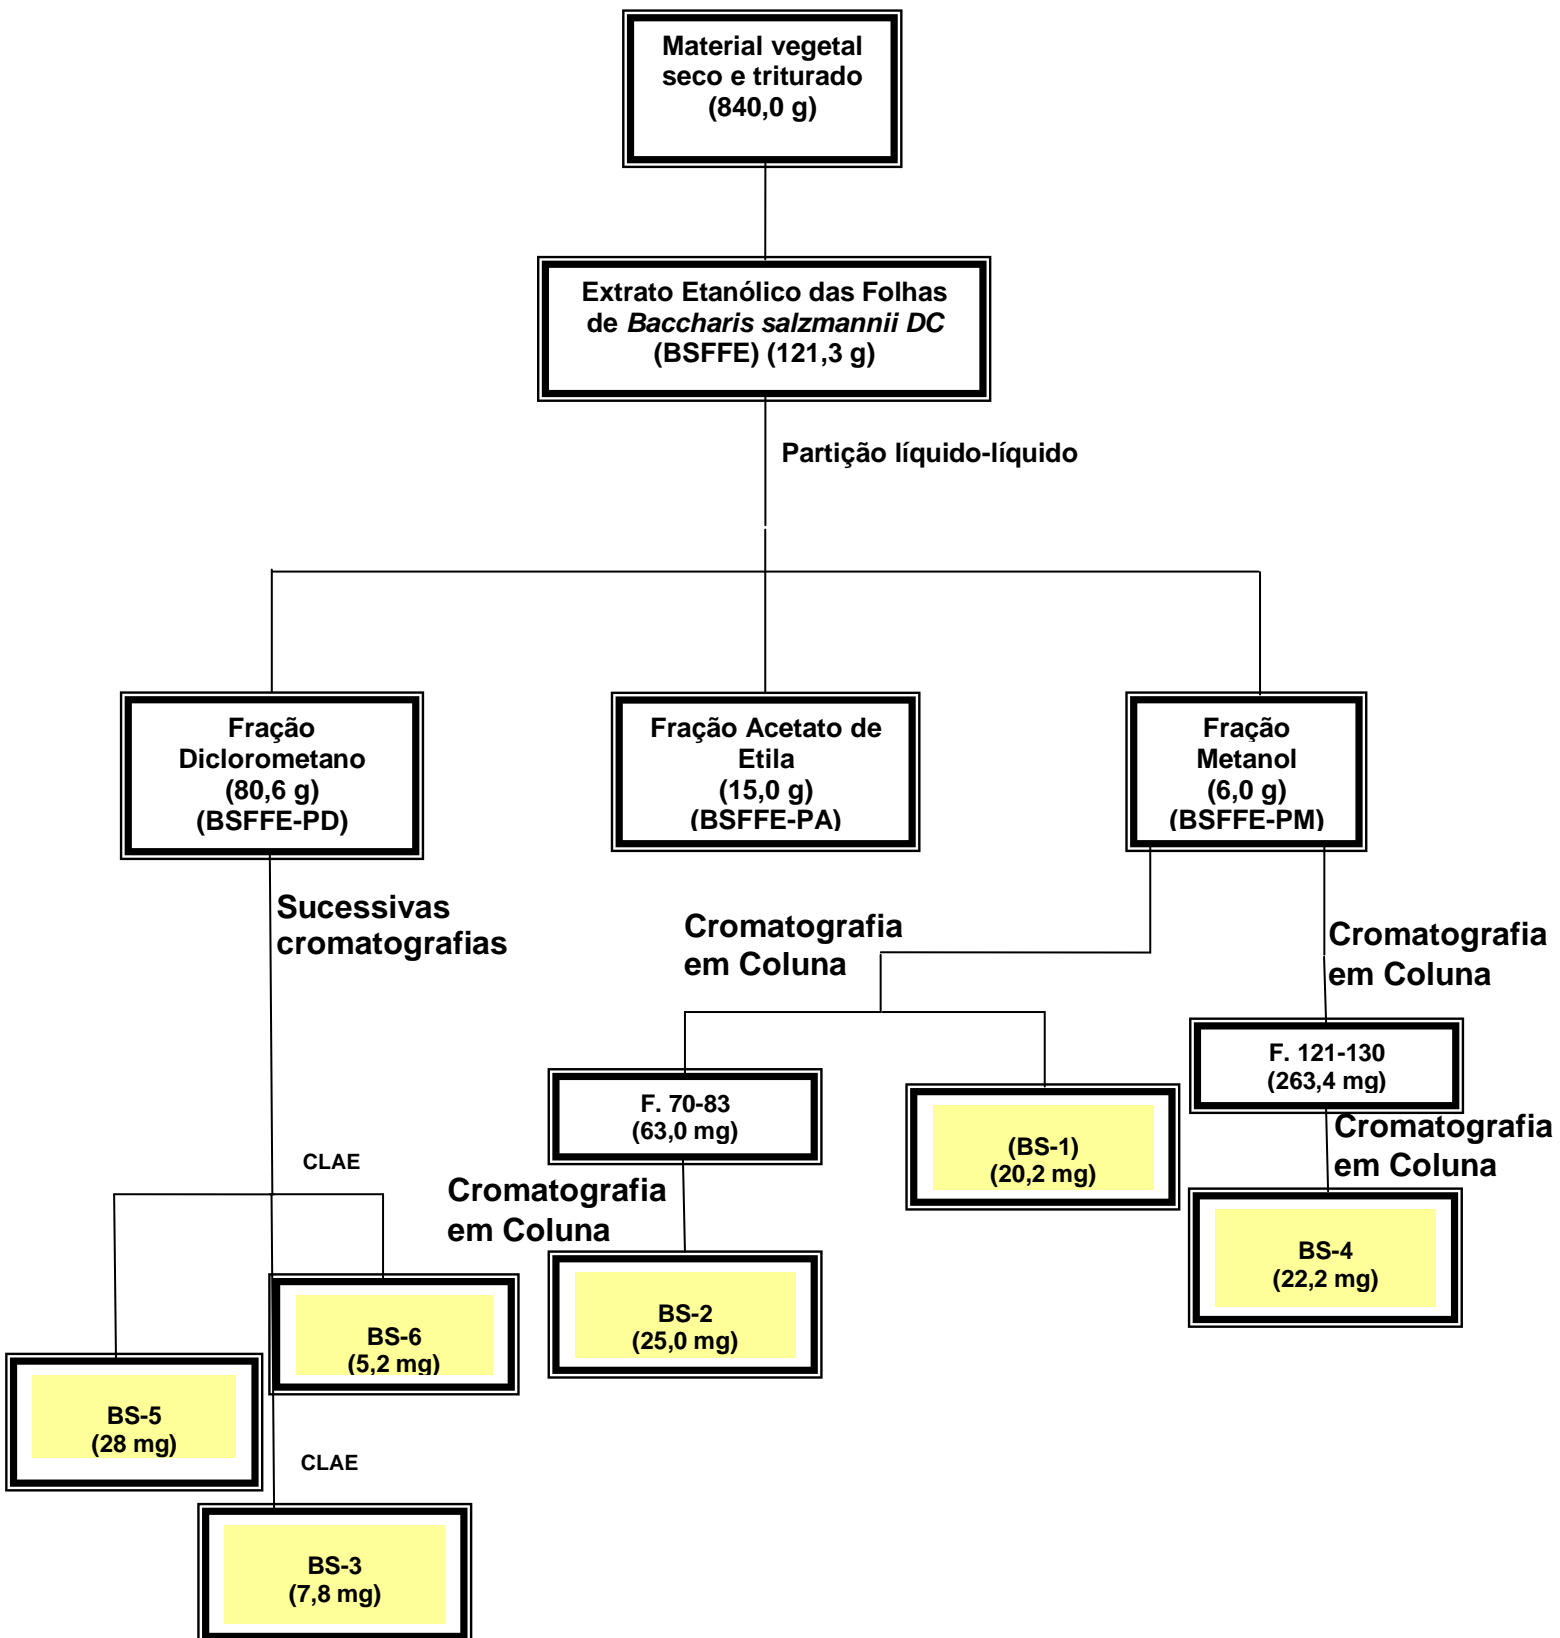 Material vegetal
seco e triturado
(840,0 g)
Extrato Etanólico das Folhas
de Baccharis salzmannii DC
(BSFFE) (121,3 g)
Partição líquido-líquido
Fração
Diclorometano
(80,6 g)
(BSFFE-PD)
Fração Acetato de
Etila
(15,0 g)
(BSFFE-PA)
Fração
Metanol
(6,0 g)
(BSFFE-PM)
Sucessivas
cromatografias
Cromatografia
em Coluna
Cromatografia
em Coluna
F. 121-130
(263,4 mg)
F. 70-83
(63,0 mg)
(BS-1)
(20,2 mg)
Cromatografia
em Coluna
CLAE
Cromatografia
em Coluna
BS-4
(22,2 mg)
BS-2
(25,0 mg)
BS-6
(5,2 mg)
BS-5
(28 mg)
CLAE
BS-3
(7,8 mg)